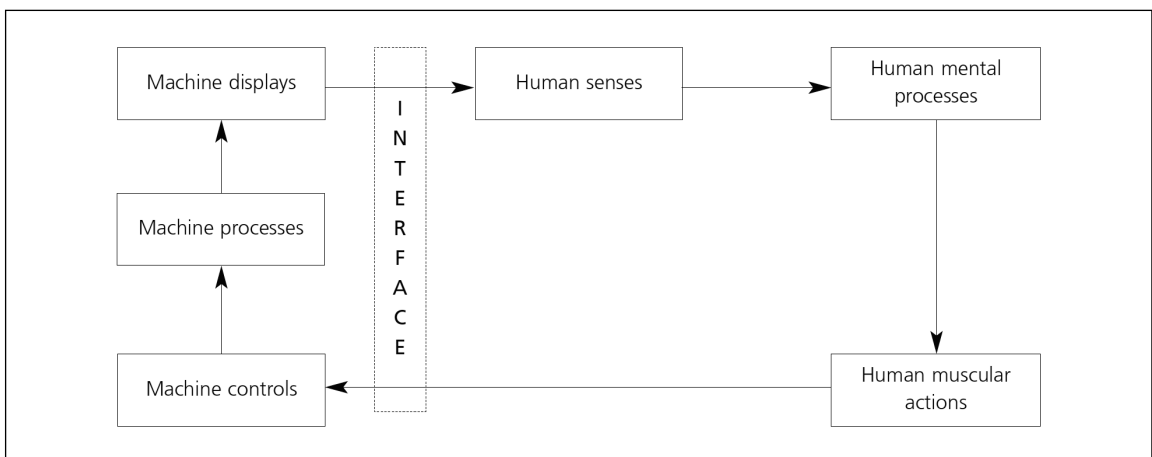 Machine displays
Human senses
Human mental
processes
I
N
T
E
R
F
A
C
E
Machine processes
Machine controls
Human muscular
actions